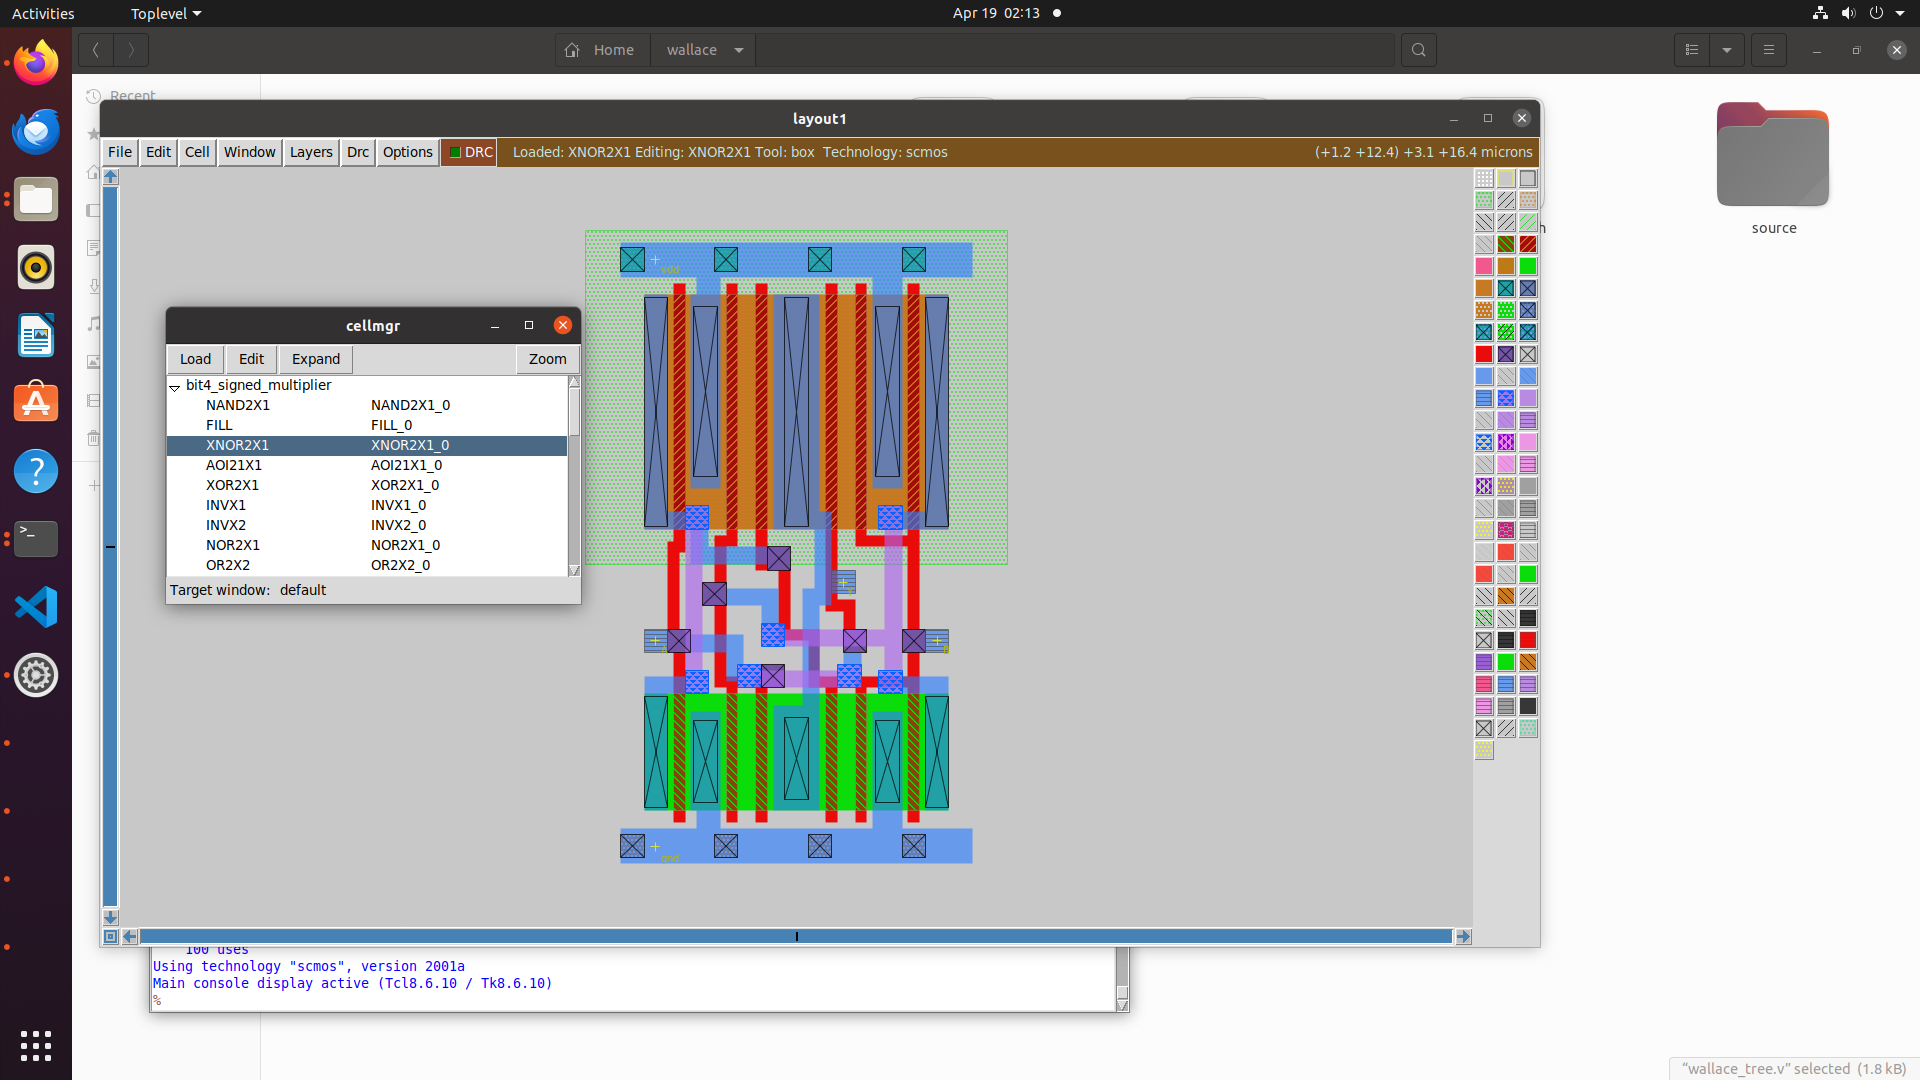 Activities
Toplevel
Apr 19 02:13
Home
wallace
Recent
layout1
File
Edit
Cell
Window
Layers
Drc
Options
DRC
Loaded: XNOR2X1 Editing: XNOR2X1 Tool: box Technology: scmos
(+1.2 +12.4) +3.1 +16.4 microns
source
vdd
cellmgr
Load
Edit
Expand
Zoom
bit4_signed_multiplier
NAND2X1 NAND2X1_0
FILL FILL_0
XNOR2X1 XNOR2X1_0
AOI21X1 AOI21X1_0
XOR2X1 XOR2X1_0
INVX1 INVX1_0
INVX2 INVX2_0
NOR2X1 NOR2X1_0
OR2X2 OR2X2_0
Target window: default
gnd
100 uses
Using technology "scmos", version 2001a
Main console display active (Tcl8.6.10 / Tk8.6.10)
%
"wallace_tree.v" selected (1.8 kB)